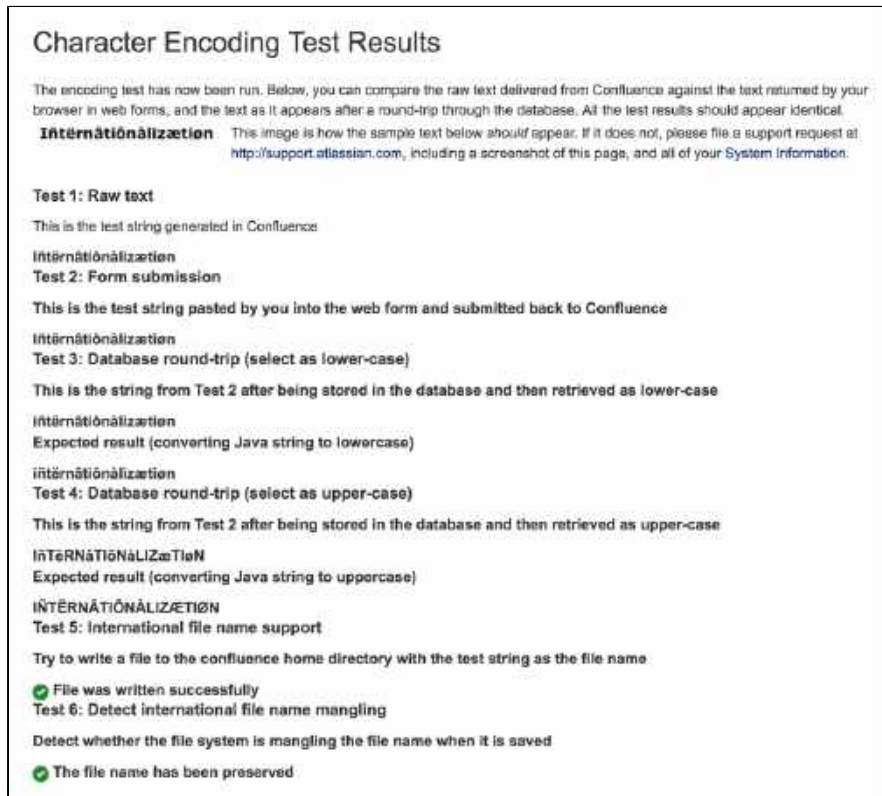 Character Encoding Test Results
The encoding test has now been run. Below, you can compare the raw text delivered from Confluence against the text returned by your
browser in web forms, and the text as it appears after a round-trip through the database. All the test results should appear identical.
Iñtërnâtiônàlizætiøn This image is how the sample text below should appear. If it does not, please file a support request at
http://support.atlassian.com, including a screenshot of this page, and all of your System Information.
Test 1: Raw text
This is the test string generated in Confluence
Iñtërnâtiônàlizætiøn
Test 2: Form submission
This is the test string pasted by you into the web form and submitted back to Confluence
Iñtërnâtiônàlizætiøn
Test 3: Database round-trip (select as lower-case)
This is the string from Test 2 after being stored in the database and then retrieved as lower-case
iñtërnâtiônàlizætiøn
Expected result (converting Java string to lowercase)
iñtërnâtiônàlizætiøn
Test 4: Database round-trip (select as upper-case)
This is the string from Test 2 after being stored in the database and then retrieved as upper-case
IñTëRNâTIôNàLIZæTIøN
Expected result (converting Java string to uppercase)
IÑTËRNÂTIÔNÀLIZÆTIØN
Test 5: International file name support
Try to write a file to the confluence home directory with the test string as the file name
File was written successfully
Test 6: Detect international file name mangling
Detect whether the file system is mangling the file name when it is saved
The file name has been preserved